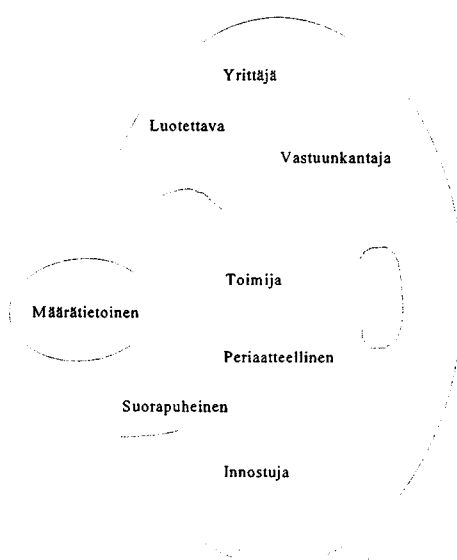 Yrittäjä
Luotettava
Vastuunkantaja
Toimija
Määrätietoinen
Periaatteellinen
Suorapuheinen
Innostuja